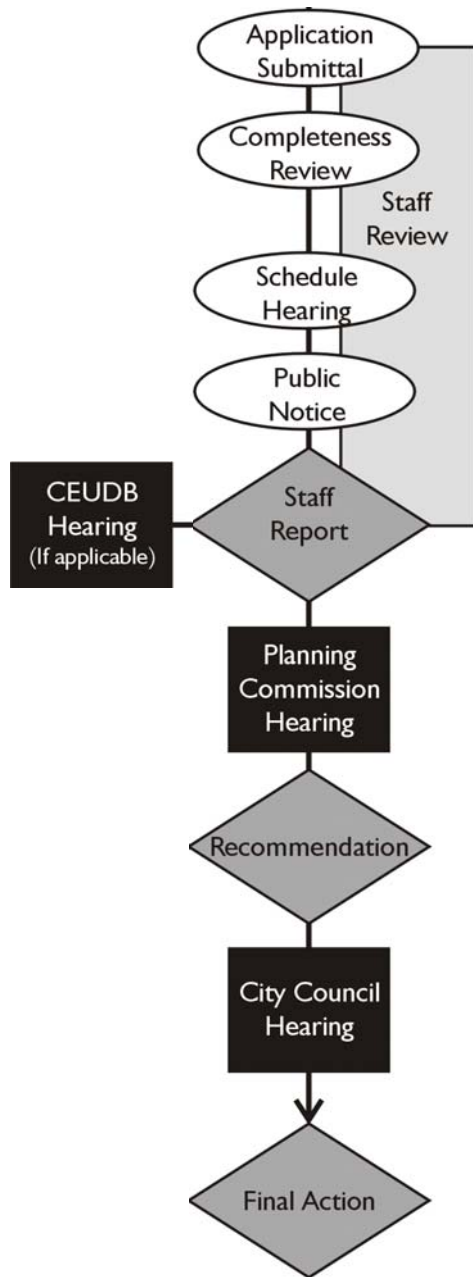 Application
Submittal
Completeness
Review
Staff
Review
Schedule
Hearing
Public
Notice
CEUDB
Hearing
(If applicable)
Staff
Report
Planning
Commission
Hearing
Recommendation
City Council
Hearing
Final Action